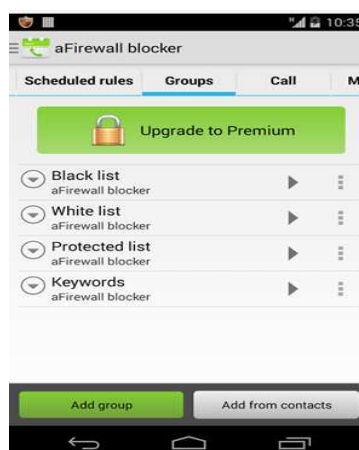 10:35
aFirewall blocker
Scheduled rules Groups Call M
Upgrade to Premium
Black list
aFirewall blocker
White list
aFirewall blocker
Protected list
aFirewall blocker
Keywords
aFirewall blocker
Add group Add from contacts